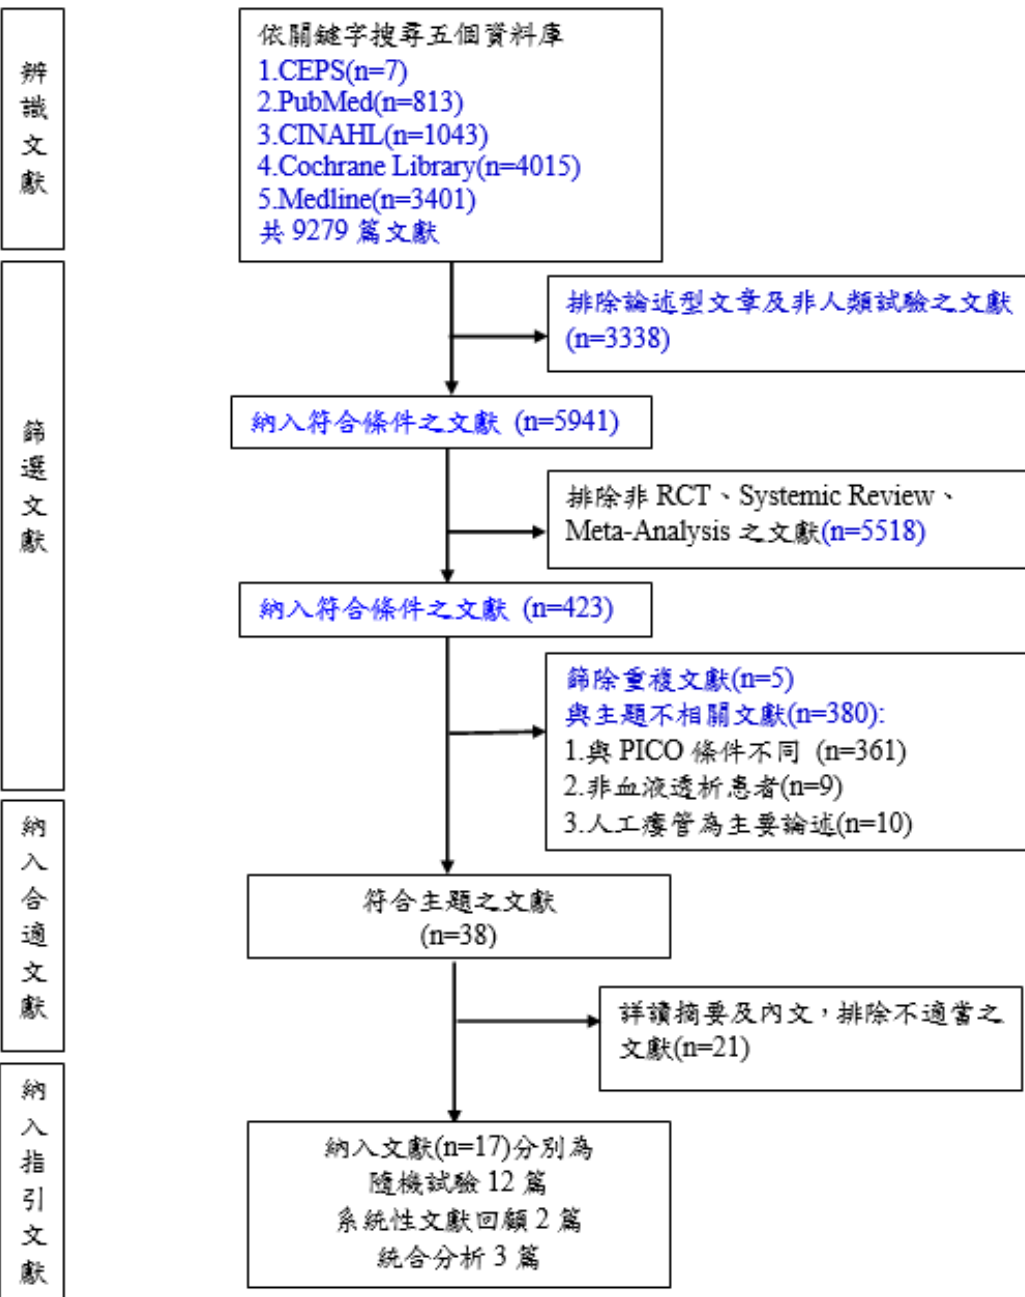 辨識文獻
依關鍵字搜尋五個資料庫
1.CEPS(n=7)
2.PubMed(n=813)
3.CINAHL(n=1043)
4.Cochrane Library(n=4015)
5.Medline(n=3401)
共 9279 篇文獻
篩選文獻
排除論述型文章及非人類試驗之文獻
(n=3338)
納入符合條件之文獻 (n=5941)
排除非 RCT、Systemic Review、
Meta-Analysis 之文獻(n=5518)
納入符合條件之文獻 (n=423)
篩除重複文獻(n=5)
與主題不相關文獻(n=380):
1.與 PICO 條件不同 (n=361)
2.非血液透析患者(n=9)
3.人工瘻管為主要論述(n=10)
納入合適文獻
符合主題之文獻
(n=38)
詳讀摘要及內文，排除不適當之
文獻(n=21)
納入指引文獻
納入文獻(n=17)分別為
隨機試驗 12 篇
系統性文獻回顧 2 篇
統合分析 3 篇